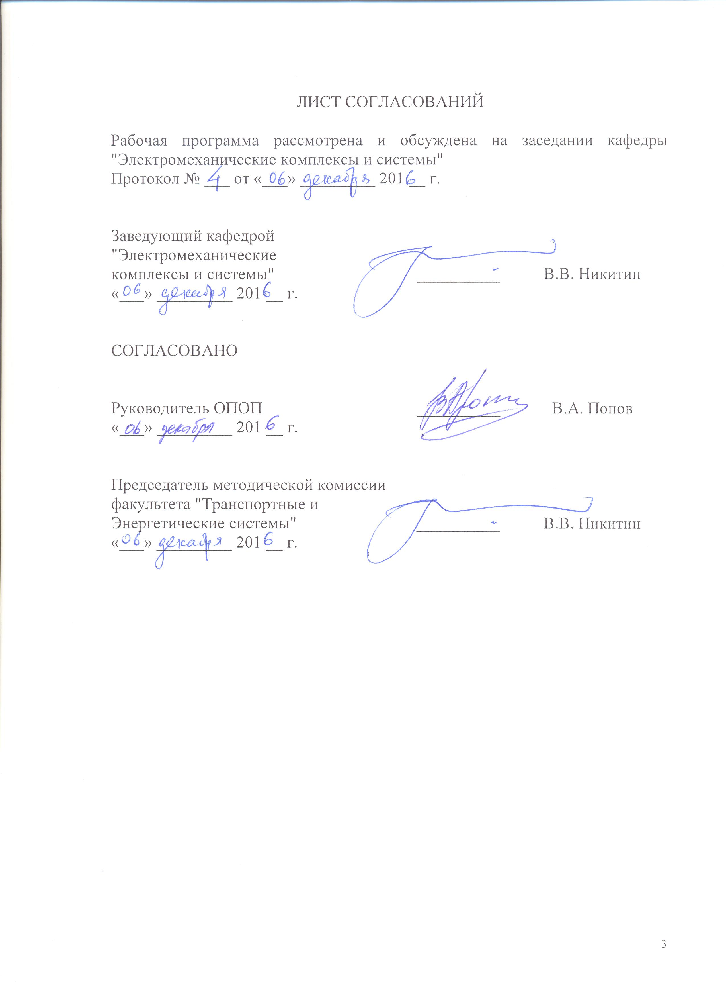 ЛИСТ СОГЛАСОВАНИЙ
Рабочая программа рассмотрена и обсуждена на заседании кафедры
"Электромеханические комплексы и системы"
Протокол № 4 от «06» декабря 2016 г.
Заведующий кафедрой
"Электромеханические
комплексы и системы" В.В. Никитин
«06» декабря 2016 г.
СОГЛАСОВАНО
Руководитель ОПОП В.А. Попов
«06» декабря 2016 г.
Председатель методической комиссии
факультета "Транспортные и
Энергетические системы" В.В. Никитин
«06» декабря 2016 г.
3